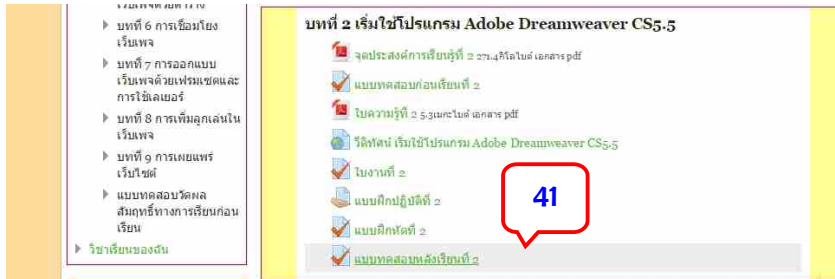 บทที่ 6 การเชื่อมโยง
เว็บเพจ
บทที่ 7 การออกแบบ
เว็บเพจด้วยเฟรมเซตและ
การใช้เลเยอร์
บทที่ 8 การเพิ่มลูกเล่นใน
เว็บเพจ
บทที่ 9 การเผยแพร่
เว็บไซต์
แบบทดสอบวัดผล
สัมฤทธิ์ทางการเรียนก่อน
เรียน
วิชาเรียนของฉัน
บทที่ 2 เริ่มใช้โปรแกรม Adobe Dreamweaver CS5.5
จุดประสงค์การเรียนรู้ที่ 2 271.4กิโลไบต์ เอกสาร pdf
แบบทดสอบก่อนเรียนที่ 2
ใบความรู้ที่ 2 5.3เมกะไบต์ เอกสาร pdf
วีดิทัศน์ เริ่มใช้โปรแกรม Adobe Dreamweaver CS5.5
ใบงานที่ 2
แบบฝึกปฏิบัติที่ 2
41
แบบฝึกหัดที่ 2
แบบทดสอบหลังเรียนที่ 2